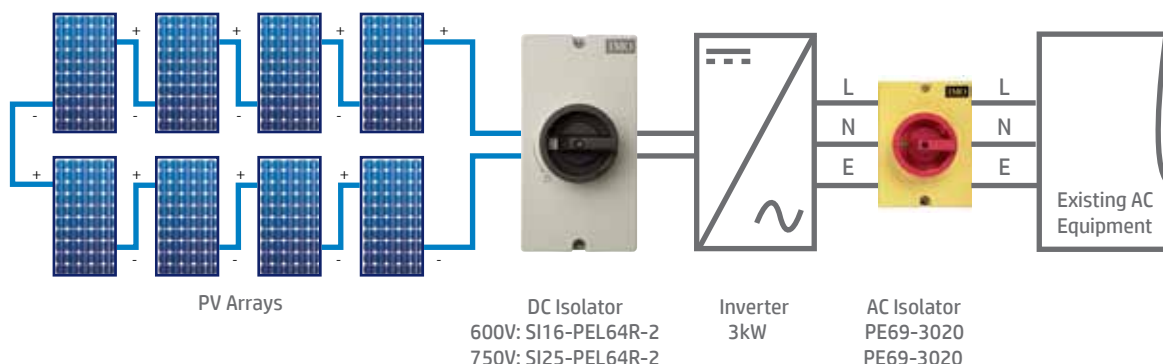 + + + +
IMO
- - - -
L
N
E
IMO
L
N
E
+ + + +
- - - -
Existing AC
Equipment
PV Arrays
DC Isolator
600V: SI16-PEL64R-2
750V: SI25-PEL64R-2
Inverter
3kW
AC Isolator
PE69-3020
PE69-3020